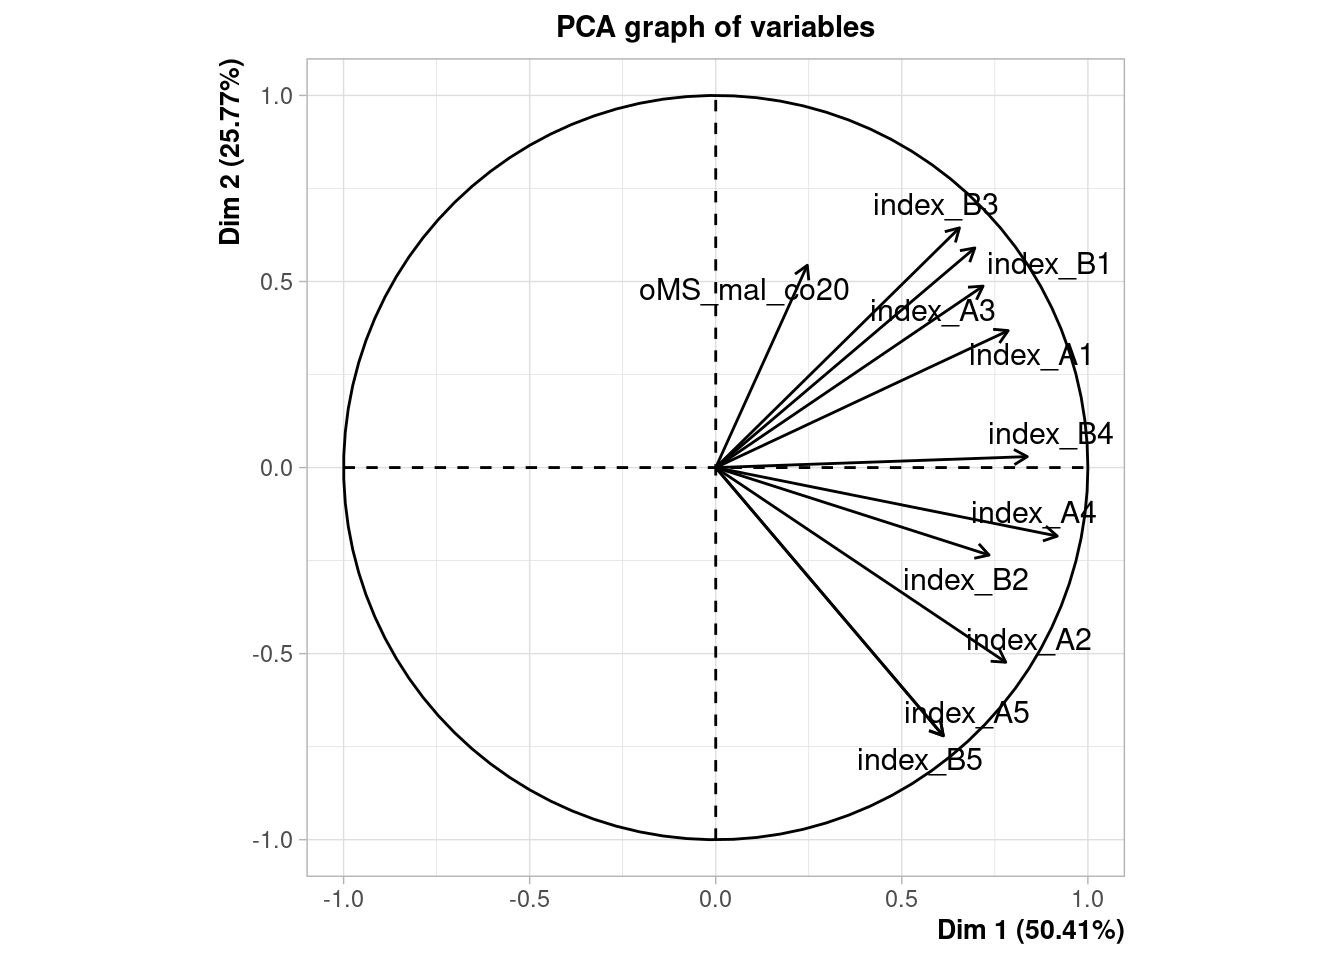 PCA graph of variables
Dim 2 (25.77%)
1.0
0.5
0.0
-0.5
-1.0
index_B3
index_B1
oMS_mal_co20
index_A3
index_A1
index_B4
index_A4
index_B2
index_A2
index_A5
index_B5
-1.0
-0.5
0.0
0.5
1.0
Dim 1 (50.41%)